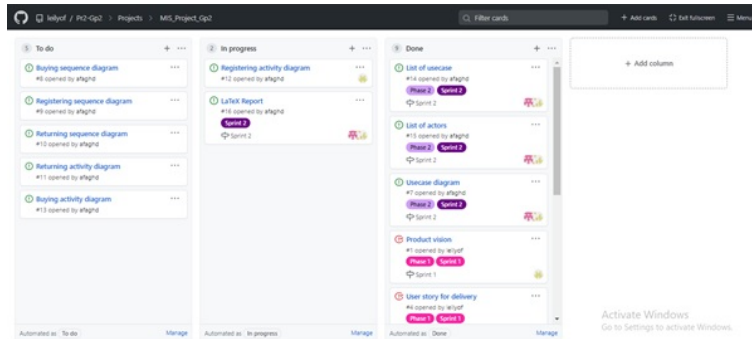 leilyof / Pr2-Gp2 > Projects > MIS_Project_Gp2
Filter cards
+ Add cards
Exit fullscreen
Menu
5 To do
Buying sequence diagram
#8 opened by afaghd
Registering sequence diagram
#9 opened by afaghd
Returning sequence diagram
#10 opened by afaghd
Returning activity diagram
#11 opened by afaghd
Buying activity diagram
#13 opened by afaghd
Automated as To do
Manage
2 In progress
Registering activity diagram
#12 opened by afaghd
LaTeX Report
#16 opened by afaghd
Sprint 2
Sprint 2
Automated as In progress
Manage
9 Done
List of usecase
#14 opened by afaghd
Phase 2 Sprint 2
Sprint 2
List of actors
#15 opened by afaghd
Phase 2 Sprint 2
Sprint 2
Usecase diagram
#7 opened by afaghd
Phase 2 Sprint 2
Sprint 2
Product vision
#1 opened by leilyof
Phase 1 Sprint 1
Sprint 1
User story for delivery
#4 opened by leilyof
Phase 1 Sprint 1
Automated as Done
Manage
+ Add column
Activate Windows
Go to Settings to activate Windows.